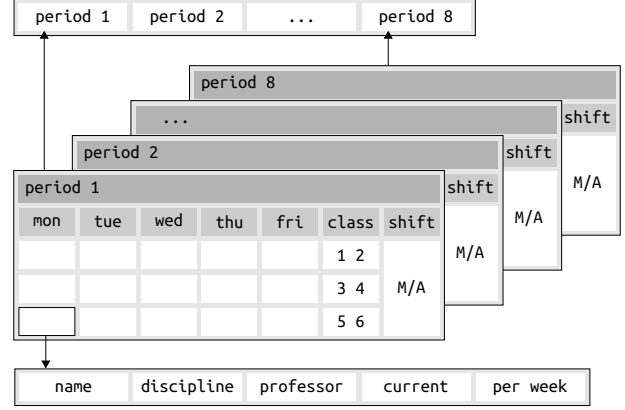 period 1 period 2 ... period 8
period 8
shift
M/A
...
shift
M/A
period 2
shift
M/A
period 1
mon tue wed thu fri class shift
1 2
3 4 M/A
5 6
name discipline professor current per week